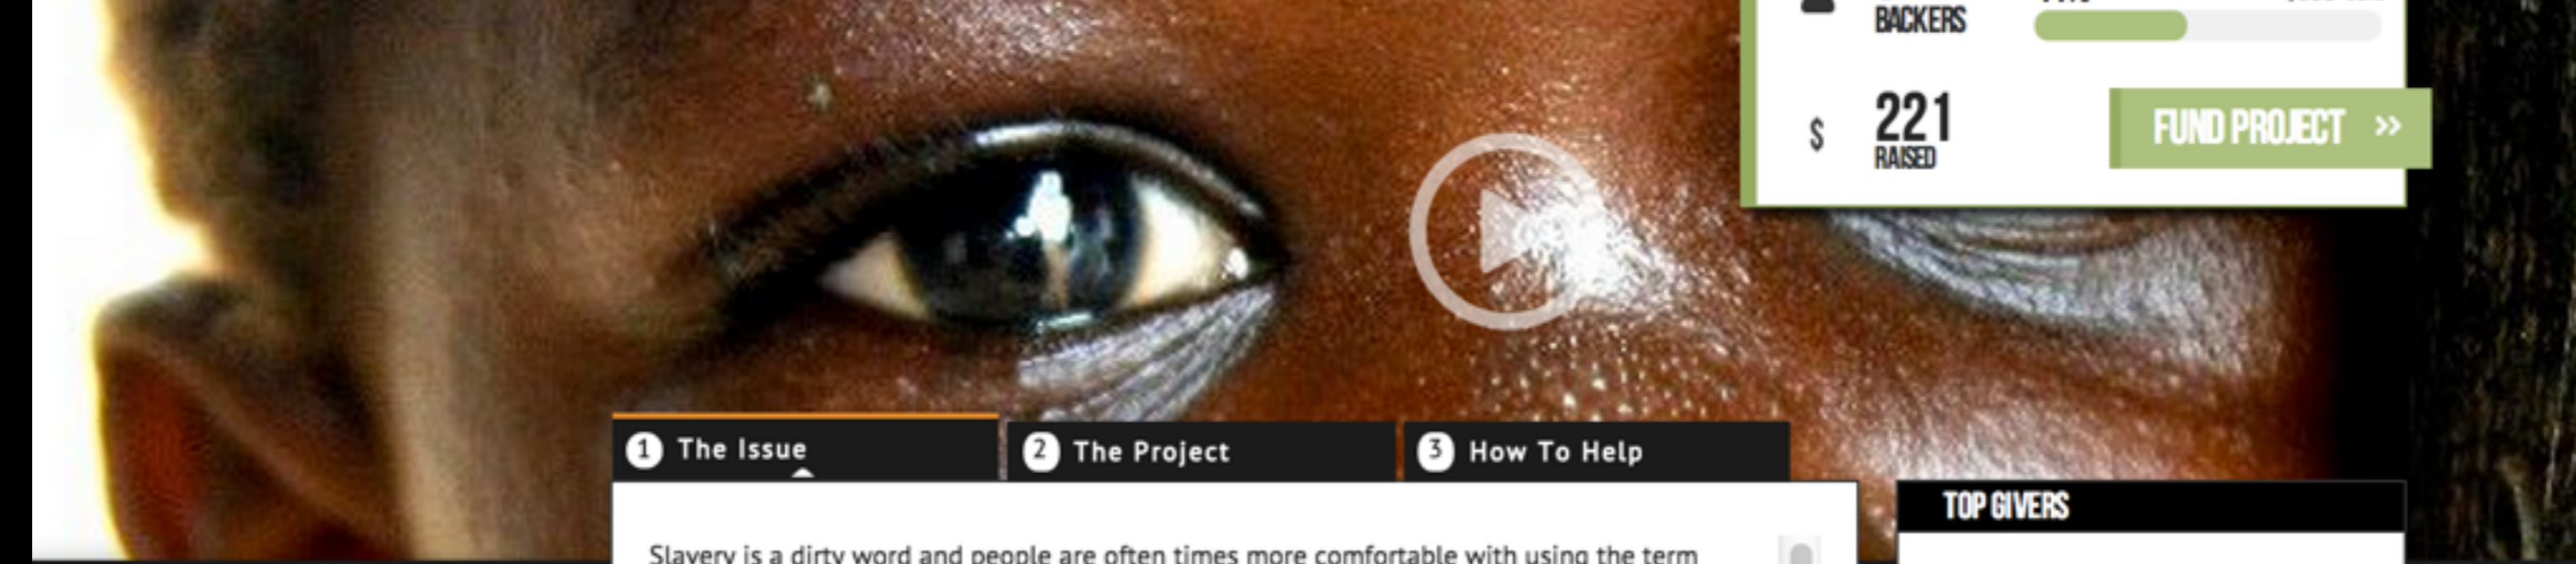 BACKERS
$ 221
RAISED
FUND PROJECT >>
1 The Issue
2 The Project
3 How To Help
TOP GIVERS
Slavery is a dirty word and people are often times more comfortable with using the term